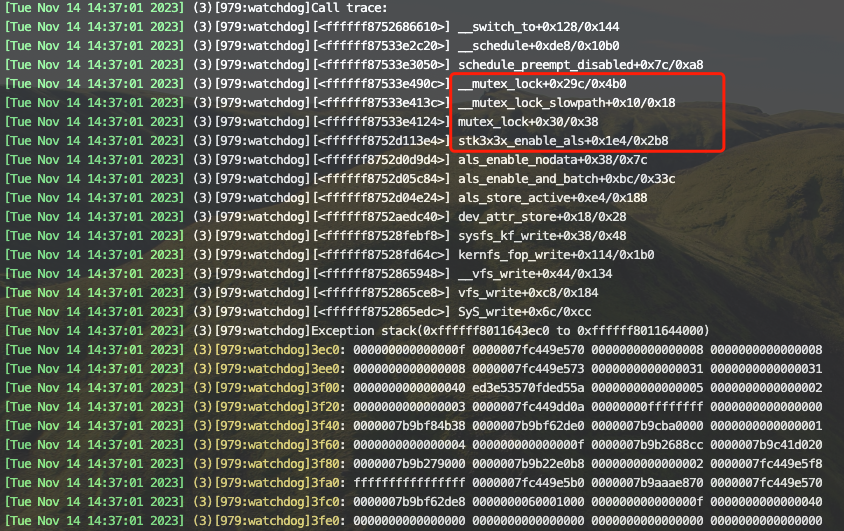 [Tue Nov 14 14:37:01 2023] (3)[979:watchdog]Call trace:
[Tue Nov 14 14:37:01 2023] (3)[979:watchdog][<ffffff8752686610>] __switch_to+0x128/0x144
[Tue Nov 14 14:37:01 2023] (3)[979:watchdog][<ffffff87533e2c20>] __schedule+0xde8/0x10b0
[Tue Nov 14 14:37:01 2023] (3)[979:watchdog][<ffffff87533e3050>] schedule_preempt_disabled+0x7c/0xa8
[Tue Nov 14 14:37:01 2023] (3)[979:watchdog][<ffffff87533e490c>] __mutex_lock+0x29c/0x4b0
[Tue Nov 14 14:37:01 2023] (3)[979:watchdog][<ffffff87533e413c>] __mutex_lock_slowpath+0x10/0x18
[Tue Nov 14 14:37:01 2023] (3)[979:watchdog][<ffffff87533e4124>] mutex_lock+0x30/0x38
[Tue Nov 14 14:37:01 2023] (3)[979:watchdog][<ffffff8752d113e4>] stk3x3x_enable_als+0x1e4/0x2b8
[Tue Nov 14 14:37:01 2023] (3)[979:watchdog][<ffffff8752d0d9d4>] als_enable_nodata+0x38/0x7c
[Tue Nov 14 14:37:01 2023] (3)[979:watchdog][<ffffff8752d05c84>] als_enable_and_batch+0xbc/0x33c
[Tue Nov 14 14:37:01 2023] (3)[979:watchdog][<ffffff8752d04e24>] als_store_active+0xe4/0x188
[Tue Nov 14 14:37:01 2023] (3)[979:watchdog][<ffffff8752aedc40>] dev_attr_store+0x18/0x28
[Tue Nov 14 14:37:01 2023] (3)[979:watchdog][<ffffff87528febf8>] sysfs_kf_write+0x38/0x48
[Tue Nov 14 14:37:01 2023] (3)[979:watchdog][<ffffff87528fd64c>] kernfs_fop_write+0x114/0x1b0
[Tue Nov 14 14:37:01 2023] (3)[979:watchdog][<ffffff8752865948>] __vfs_write+0x44/0x134
[Tue Nov 14 14:37:01 2023] (3)[979:watchdog][<ffffff8752865ce8>] vfs_write+0xc8/0x184
[Tue Nov 14 14:37:01 2023] (3)[979:watchdog][<ffffff8752865edc>] SyS_write+0x6c/0xcc
[Tue Nov 14 14:37:01 2023] (3)[979:watchdog]Exception stack(0xffffff8011643ec0 to 0xffffff8011644000)
[Tue Nov 14 14:37:01 2023] (3)[979:watchdog]3ec0: 000000000000000f 0000007fc449e570 0000000000000008 0000000000000008
[Tue Nov 14 14:37:01 2023] (3)[979:watchdog]3ee0: 0000000000000008 0000007fc449e573 0000000000000031 0000000000000031
[Tue Nov 14 14:37:01 2023] (3)[979:watchdog]3f00: 0000000000000040 ed3e53570fded55a 0000000000000005 0000000000000002
[Tue Nov 14 14:37:01 2023] (3)[979:watchdog]3f20: 0000000000000003 0000007fc449dd0a 00000000ffffffff 0000000000000000
[Tue Nov 14 14:37:01 2023] (3)[979:watchdog]3f40: 0000007b9bf84b38 0000007b9bf62de0 0000007b9cba0000 0000000000000001
[Tue Nov 14 14:37:01 2023] (3)[979:watchdog]3f60: 0000000000000004 000000000000000f 0000007b9b2688cc 0000007b9c41d020
[Tue Nov 14 14:37:01 2023] (3)[979:watchdog]3f80: 0000007b9b279000 0000007b9b22e0b8 0000000000000002 0000007fc449e5f8
[Tue Nov 14 14:37:01 2023] (3)[979:watchdog]3fa0: ffffffffffffffff 0000007fc449e5b0 0000007b9aaae870 0000007fc449e570
[Tue Nov 14 14:37:01 2023] (3)[979:watchdog]3fc0: 0000007b9bf62de8 0000000060001000 000000000000000f 0000000000000040
[Tue Nov 14 14:37:01 2023] (3)[979:watchdog]3fe0: 0000000000000000 0000000000000000 0000000000000000 0000000000000000